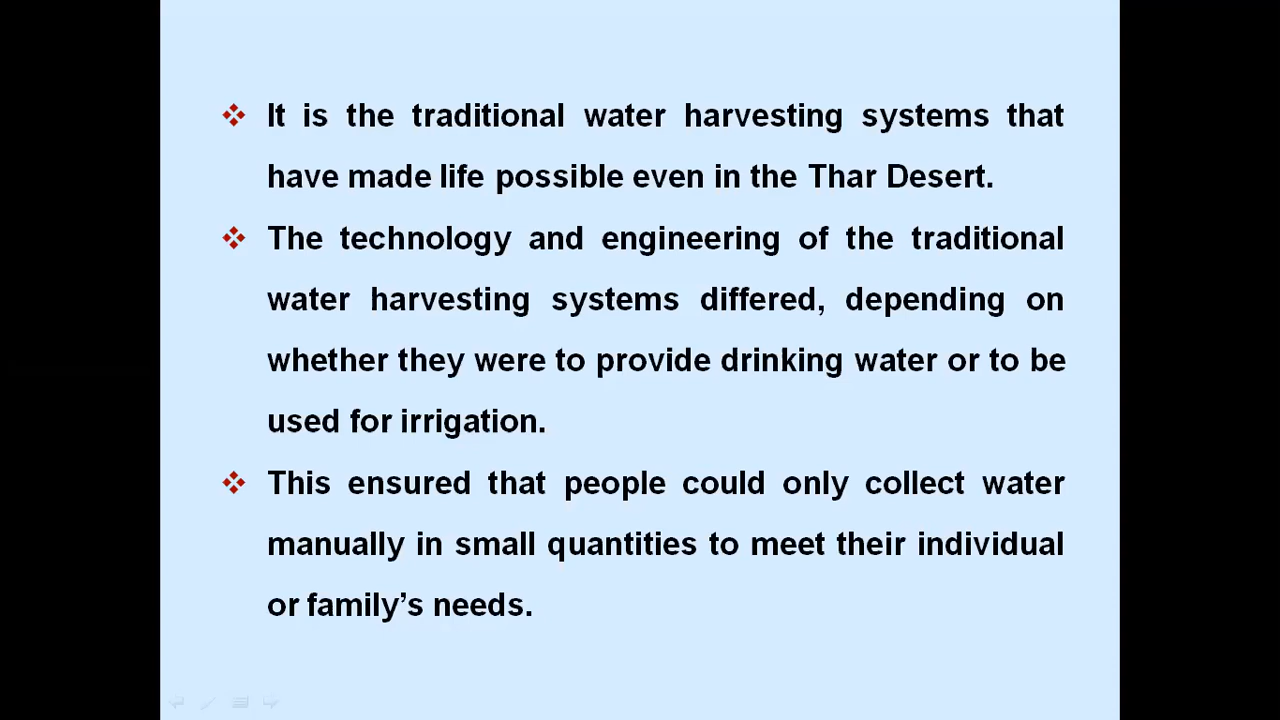 It is the traditional water harvesting systems that
have made life possible even in the Thar Desert.
The technology and engineering of the traditional
water harvesting systems differed, depending on
whether they were to provide drinking water or to be
used for irrigation.
This ensured that people could only collect water
manually in small quantities to meet their individual
or family’s needs.